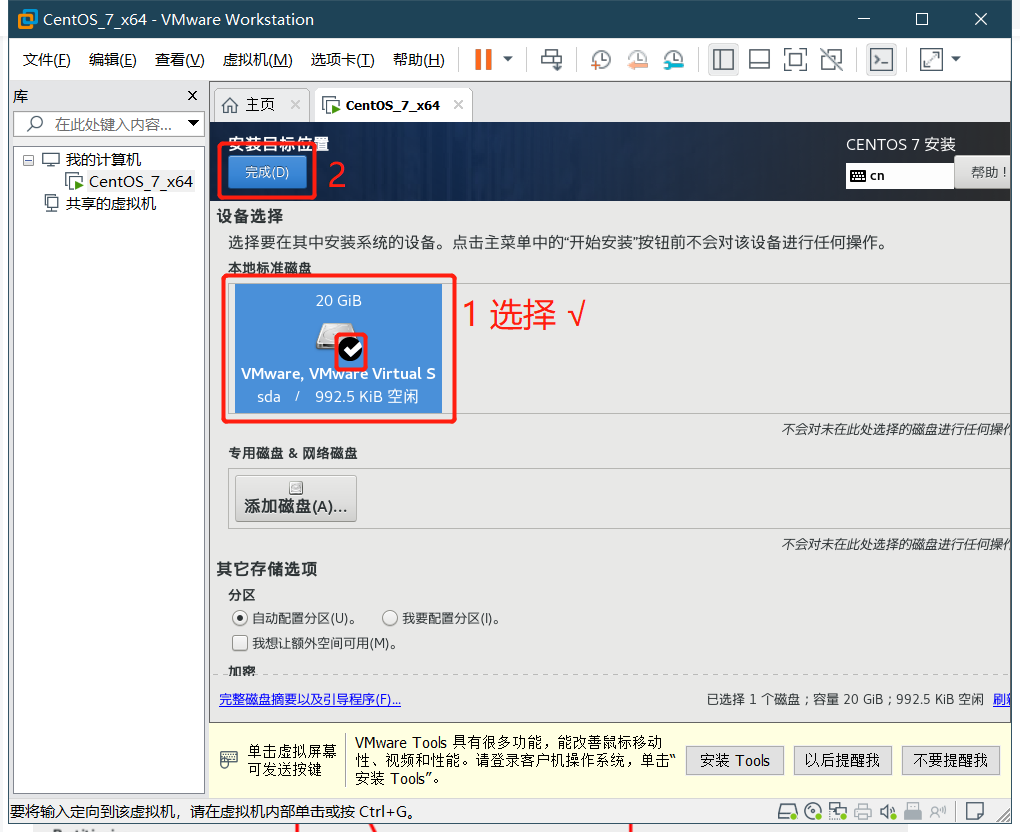 CentOS_7_x64 - VMware Workstation
文件(F) 编辑(E) 查看(V) 虚拟机(M) 选项卡(T) 帮助(H)
库
主页
CentOS_7_x64
在此处键入内容...
我的计算机
CentOS_7_x64
共享的虚拟机
安装目标位置
CENTOS 7 安装
完成(D)
2
cn
帮助！
设备选择
选择要在其中安装系统的设备。点击主菜单中的“开始安装”按钮前不会对该设备进行任何操作。
本地标准磁盘
20 GiB
1 选择 √
VMware, VMware Virtual S
sda / 992.5 KiB 空闲
不会对未在此处选择的磁盘进行任何操作
专用磁盘 & 网络磁盘
添加磁盘(A)...
不会对未在此处选择的磁盘进行任何操作
其它存储选项
分区
自动配置分区(U)。 我要配置分区(I)。
我想让额外空间可用(M)。
加密
完整磁盘摘要以及引导程序(F)...
已选择 1 个磁盘；容量 20 GiB；992.5 KiB 空闲 刷新
单击虚拟屏幕
可发送按键
VMware Tools 具有很多功能，能改善鼠标移动
性、视频和性能。请登录客户机操作系统，单击“
安装 Tools”。
安装 Tools
以后提醒我
不要提醒我
要将输入定向到该虚拟机，请在虚拟机内部单击或按 Ctrl+G。